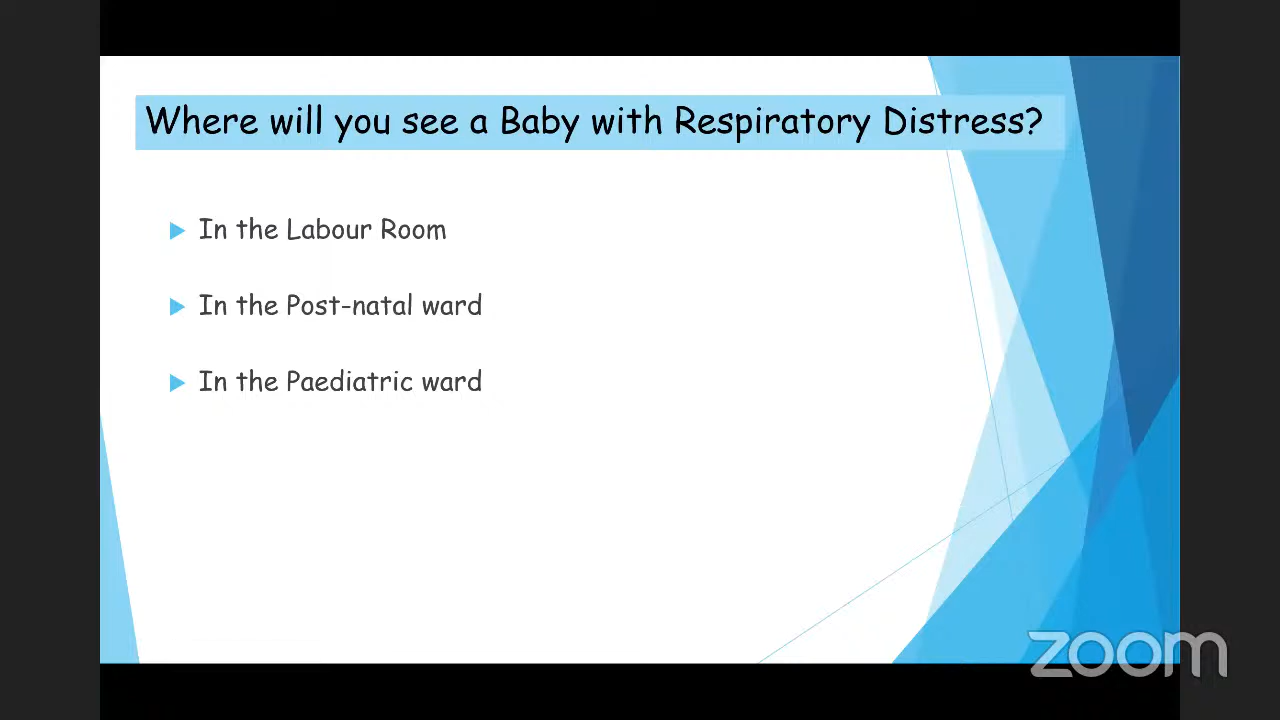 Where will you see a Baby with Respiratory Distress?
In the Labour Room
In the Post-natal ward
In the Paediatric ward
zoom